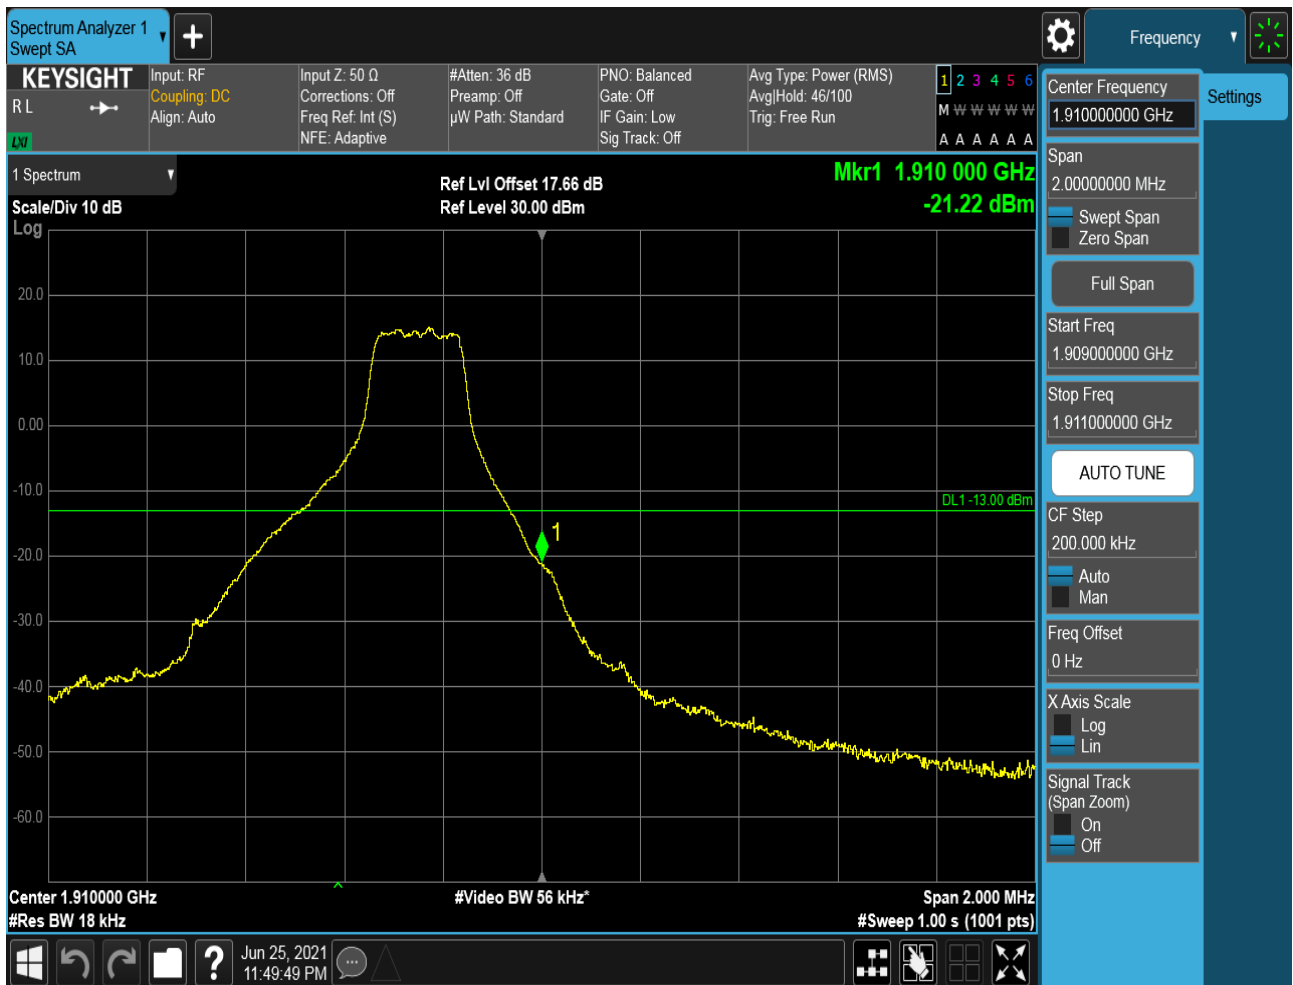 Spectrum Analyzer 1
Swept SA
Frequency
KEYSIGHT
R L
LXI
Input: RF
Coupling: DC
Align: Auto
Input Z: 50 Ω
Corrections: Off
Freq Ref: Int (S)
NFE: Adaptive
#Atten: 36 dB
Preamp: Off
µW Path: Standard
PNO: Balanced
Gate: Off
IF Gain: Low
Sig Track: Off
Avg Type: Power (RMS)
Avg|Hold: 46/100
Trig: Free Run
1 2 3 4 5 6
M W W W W W
A A A A A A
1 Spectrum
Scale/Div 10 dB
Log
Ref Lvl Offset 17.66 dB
Ref Level 30.00 dBm
Mkr1 1.910 000 GHz
-21.22 dBm
20.0
10.0
0.00
-10.0
-20.0
-30.0
-40.0
-50.0
-60.0
DL1 -13.00 dBm
1
Center 1.910000 GHz
#Res BW 18 kHz
#Video BW 56 kHz*
Span 2.000 MHz
#Sweep 1.00 s (1001 pts)
Jun 25, 2021
11:49:49 PM
?
Center Frequency
1.910000000 GHz
Settings
Span
2.00000000 MHz
Swept Span
Zero Span
Full Span
Start Freq
1.909000000 GHz
Stop Freq
1.911000000 GHz
AUTO TUNE
CF Step
200.000 kHz
Auto
Man
Freq Offset
0 Hz
X Axis Scale
Log
Lin
Signal Track
(Span Zoom)
On
Off